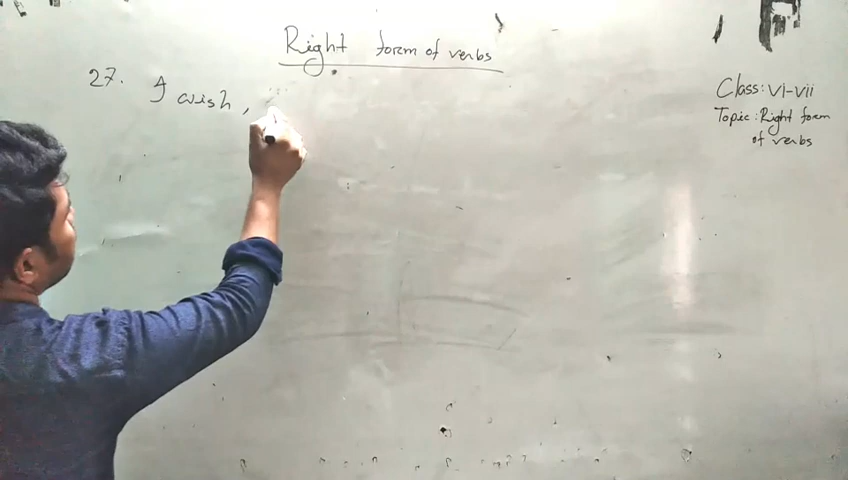 Right form of verbs
27. I wish,
Class: VI-VII
Topic: Right form
of verbs